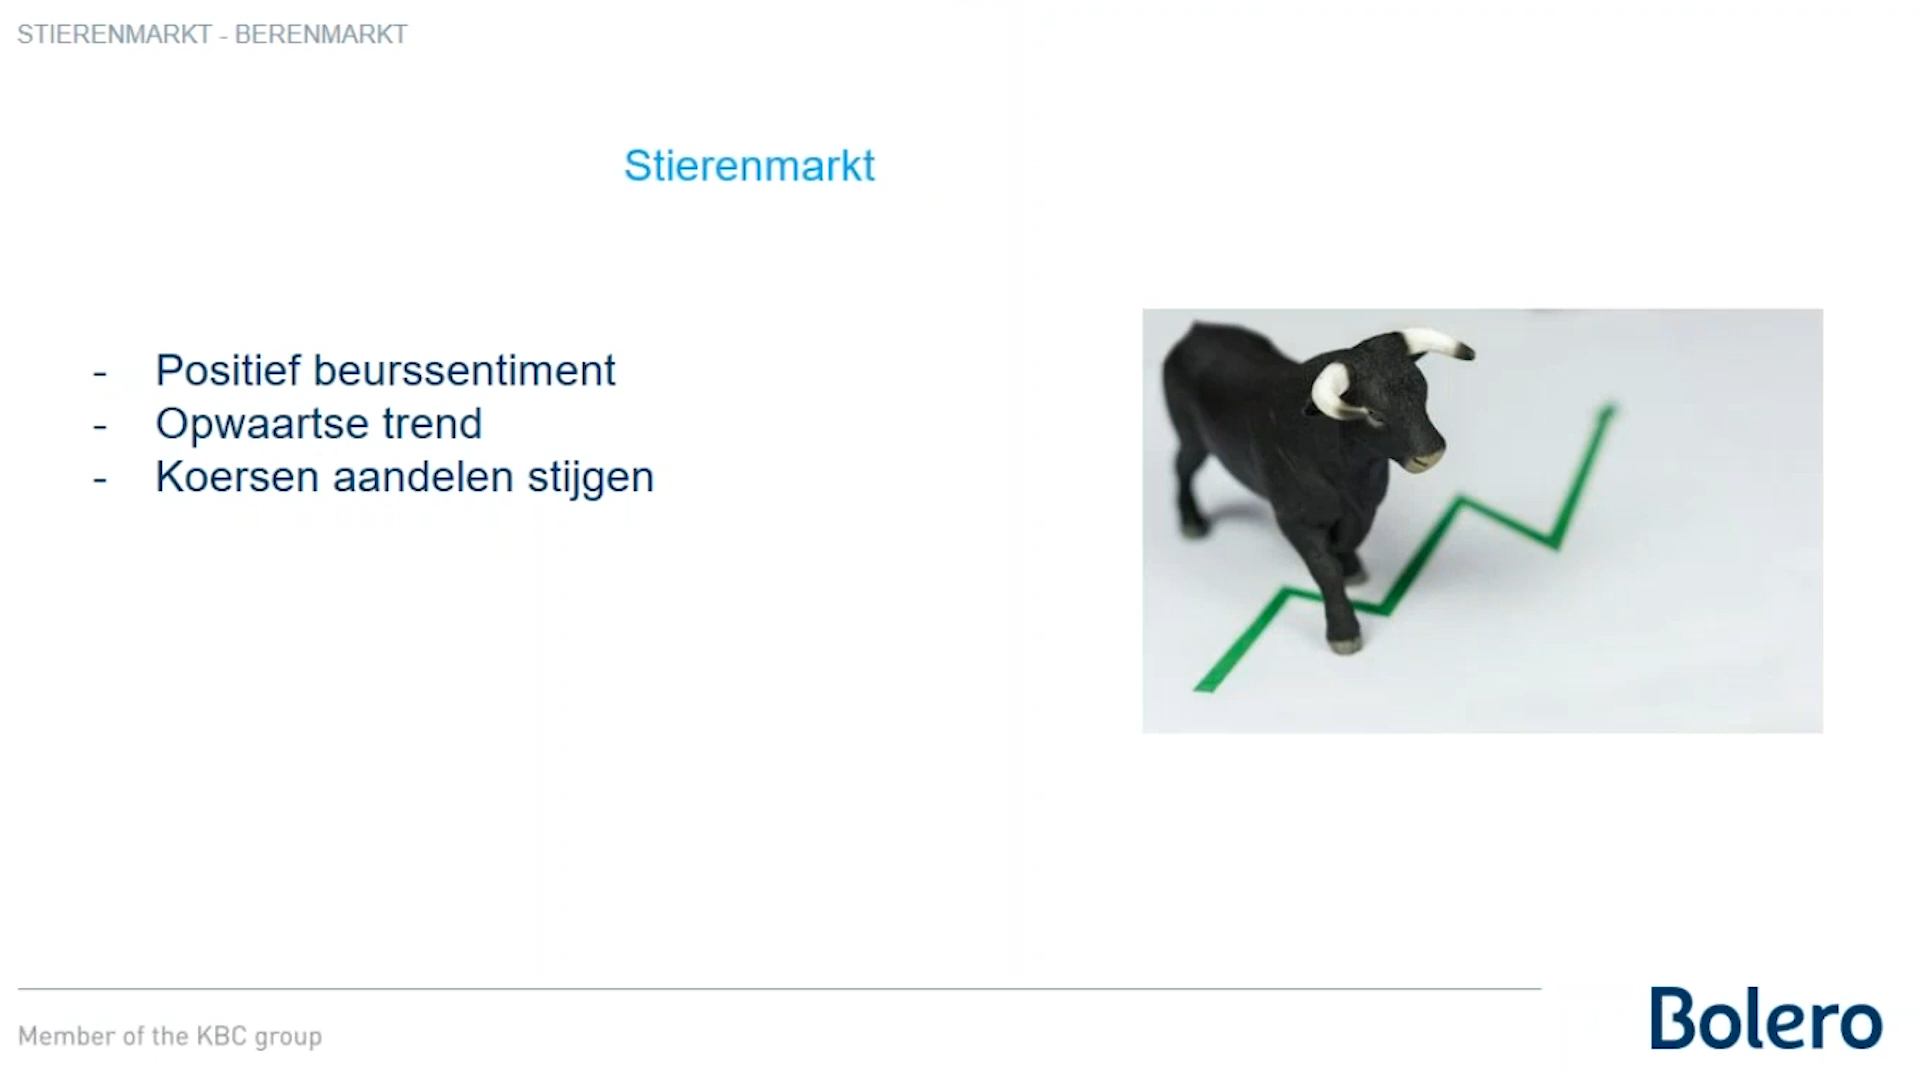 STIERENMARKT - BERENMARKT
Stierenmarkt
- Positief beurssentiment
- Opwaartse trend
- Koersen aandelen stijgen
Member of the KBC group
Bolero